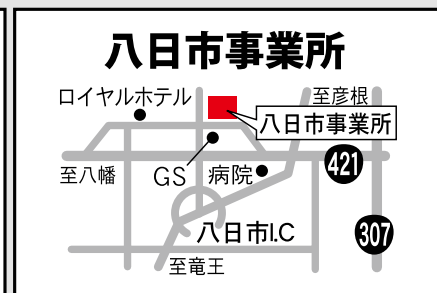 八日市事業所
ロイヤルホテル
至彦根
八日市事業所
至八幡
GS
病院
421
八日市I.C
307
至竜王